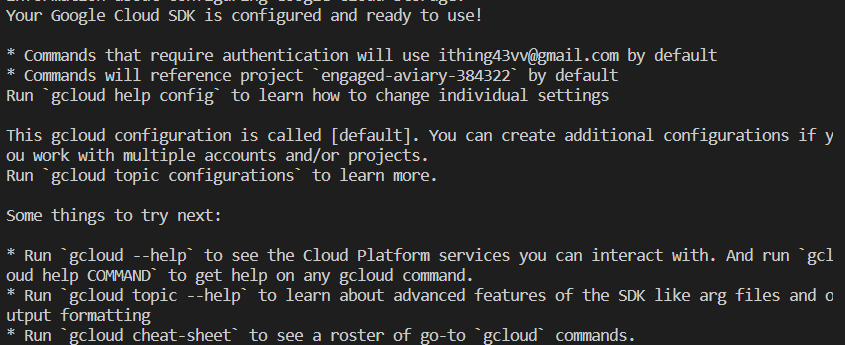 Your Google Cloud SDK is configured and ready to use!
* Commands that require authentication will use ithing43vv@gmail.com by default
* Commands will reference project `engaged-aviary-384322` by default
Run `gcloud help config` to learn how to change individual settings
This gcloud configuration is called [default]. You can create additional configurations if y
ou work with multiple accounts and/or projects.
Run `gcloud topic configurations` to learn more.
Some things to try next:
* Run `gcloud --help` to see the Cloud Platform services you can interact with. And run `gcl
oud help COMMAND` to get help on any gcloud command.
* Run `gcloud topic --help` to learn about advanced features of the SDK like arg files and o
utput formatting
* Run `gcloud cheat-sheet` to see a roster of go-to `gcloud` commands.